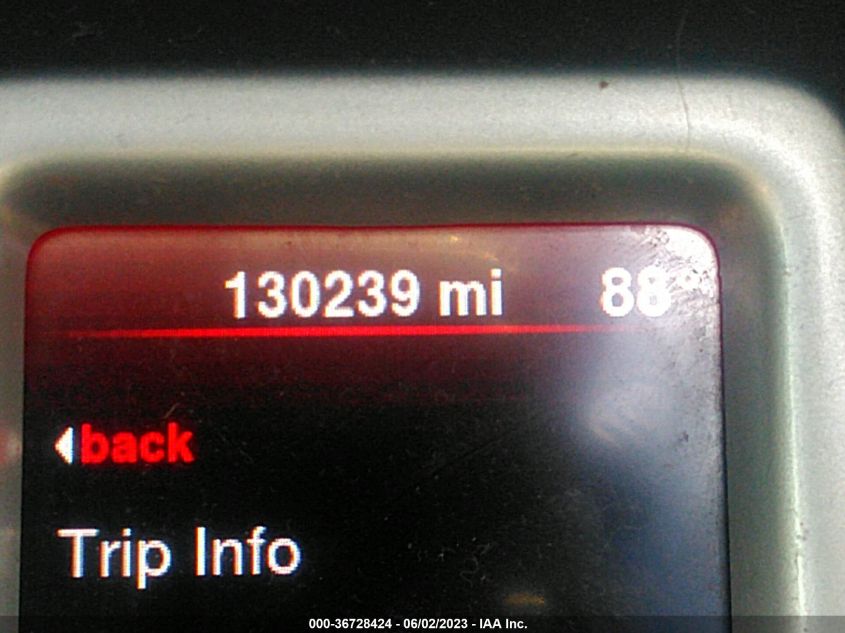 130239 mi 88°
back
Trip Info
000-36728424 - 06/02/2023 - IAA Inc.